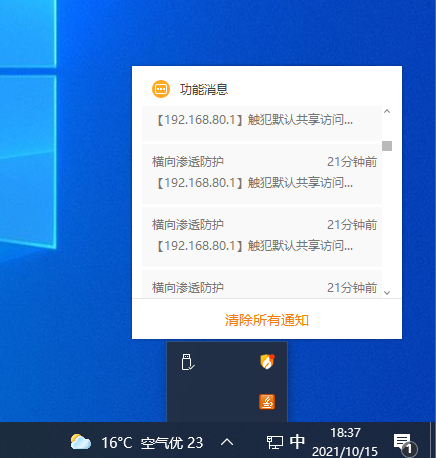 功能消息
【192.168.80.1】触犯默认共享访问...
横向渗透防护 21分钟前
【192.168.80.1】触犯默认共享访问...
横向渗透防护 21分钟前
【192.168.80.1】触犯默认共享访问...
横向渗透防护 21分钟前
清除所有通知
16°C 空气优 23 中 18:37
2021/10/15 1